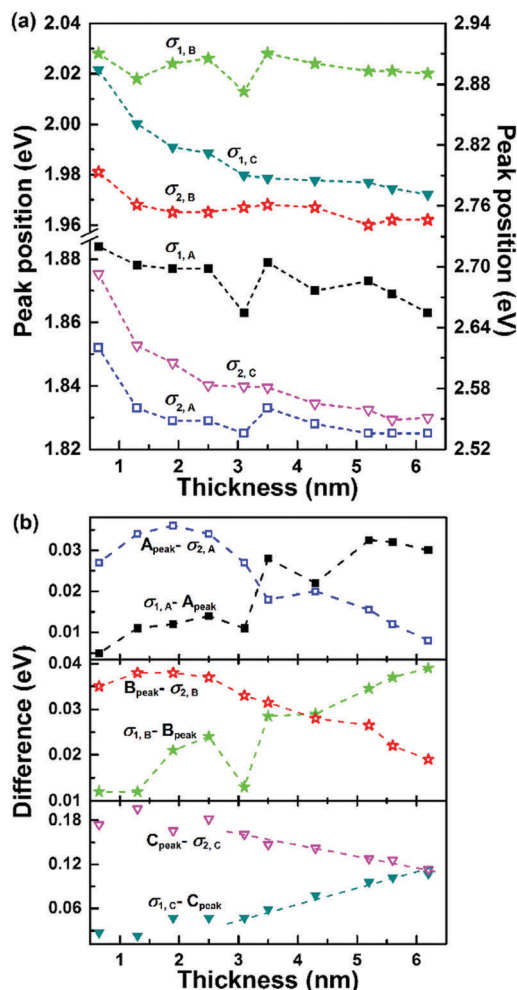 (a)
2.04
2.02
2.00
1.98
1.96
1.88
1.86
1.84
1.82
Peak position (eV)
2.94
2.88
2.82
2.76
2.70
2.64
2.58
2.52
Peak position (eV)
σ1, B
σ1, C
σ2, B
σ1, A
σ2, C
σ2, A
1 2 3 4 5 6
Thickness (nm)
(b)
0.03
0.02
0.01
Apeak- σ2, A
σ1, A- Apeak
0.04
0.03
0.02
0.01
Bpeak- σ2, B
σ1, B- Bpeak
0.18
0.12
0.06
Cpeak- σ2, C
σ1, C- Cpeak
Difference (eV)
1 2 3 4 5 6
Thickness (nm)